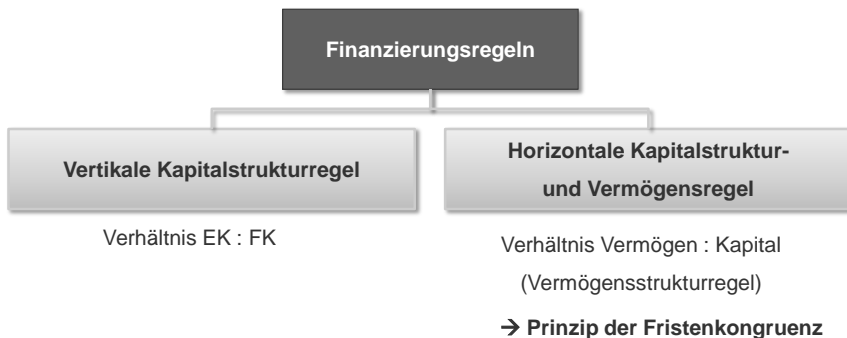 Finanzierungsregeln
Vertikale Kapitalstrukturregel
Verhältnis EK : FK
Horizontale Kapitalstruktur-
und Vermögensregel
Verhältnis Vermögen : Kapital
(Vermögensstrukturregel)
→ Prinzip der Fristenkongruenz